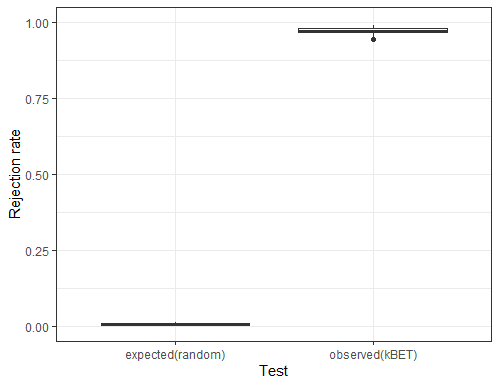 1.00
0.75
0.50
0.25
0.00
Rejection rate
expected(random)
observed(kBET)
Test